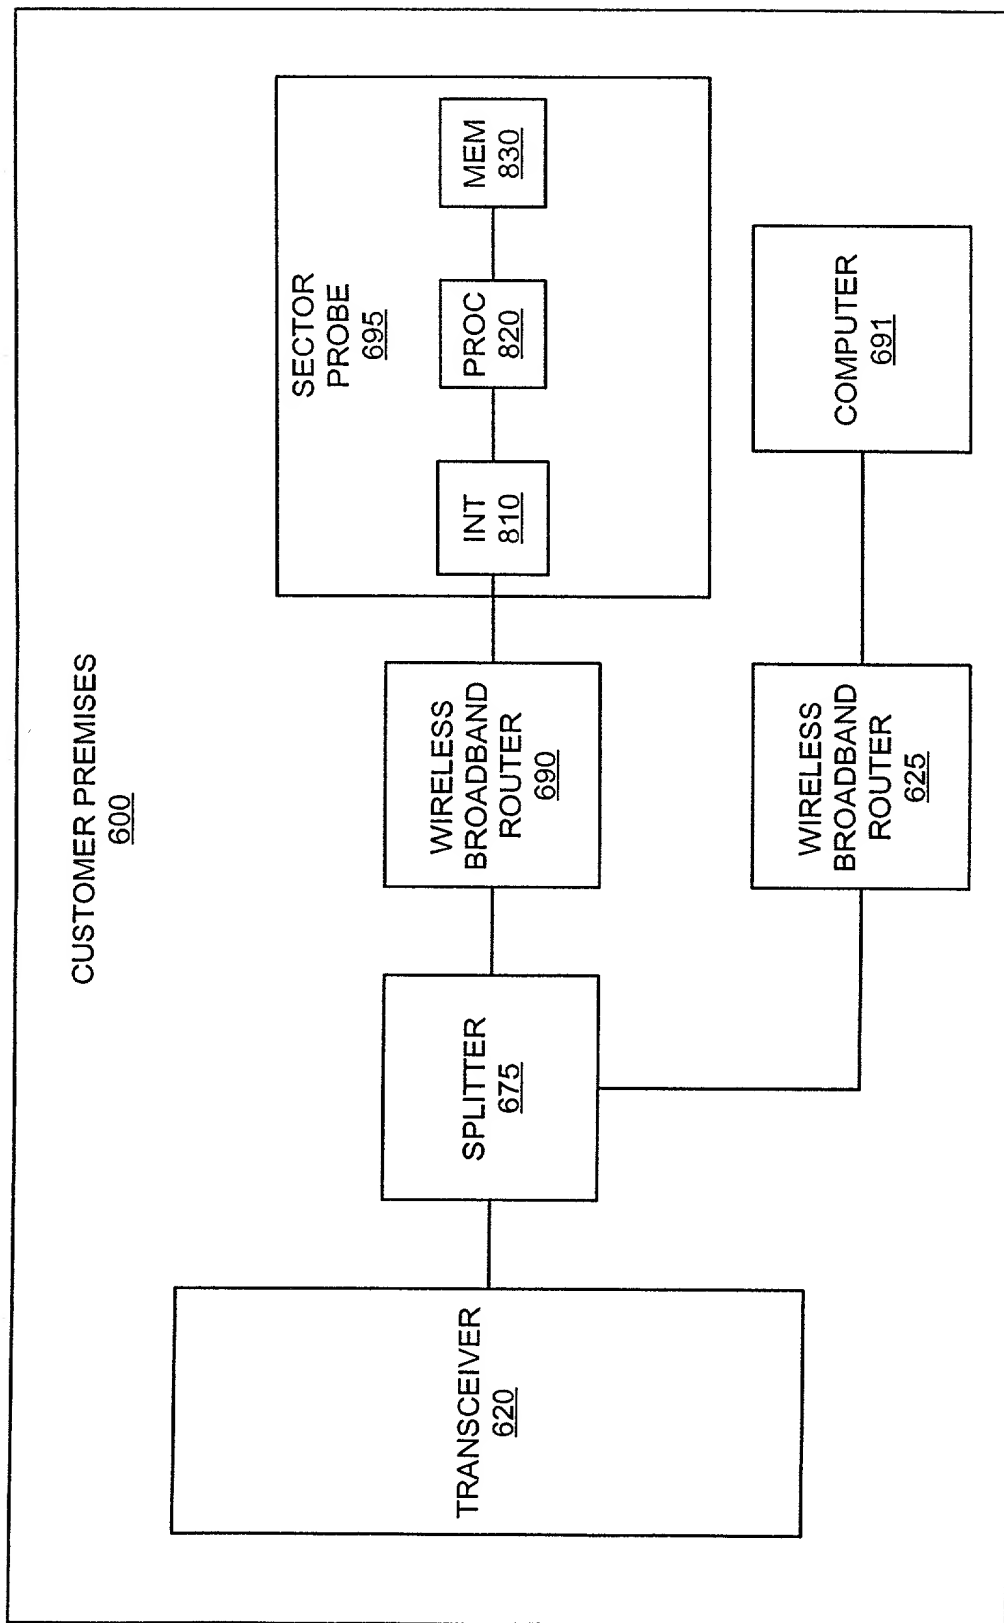 CUSTOMER PREMISES
600
TRANSCEIVER
620
SPLITTER
675
WIRELESS
BROADBAND
ROUTER
690
SECTOR
PROBE
695
INT
810
PROC
820
MEM
830
WIRELESS
BROADBAND
ROUTER
625
COMPUTER
691